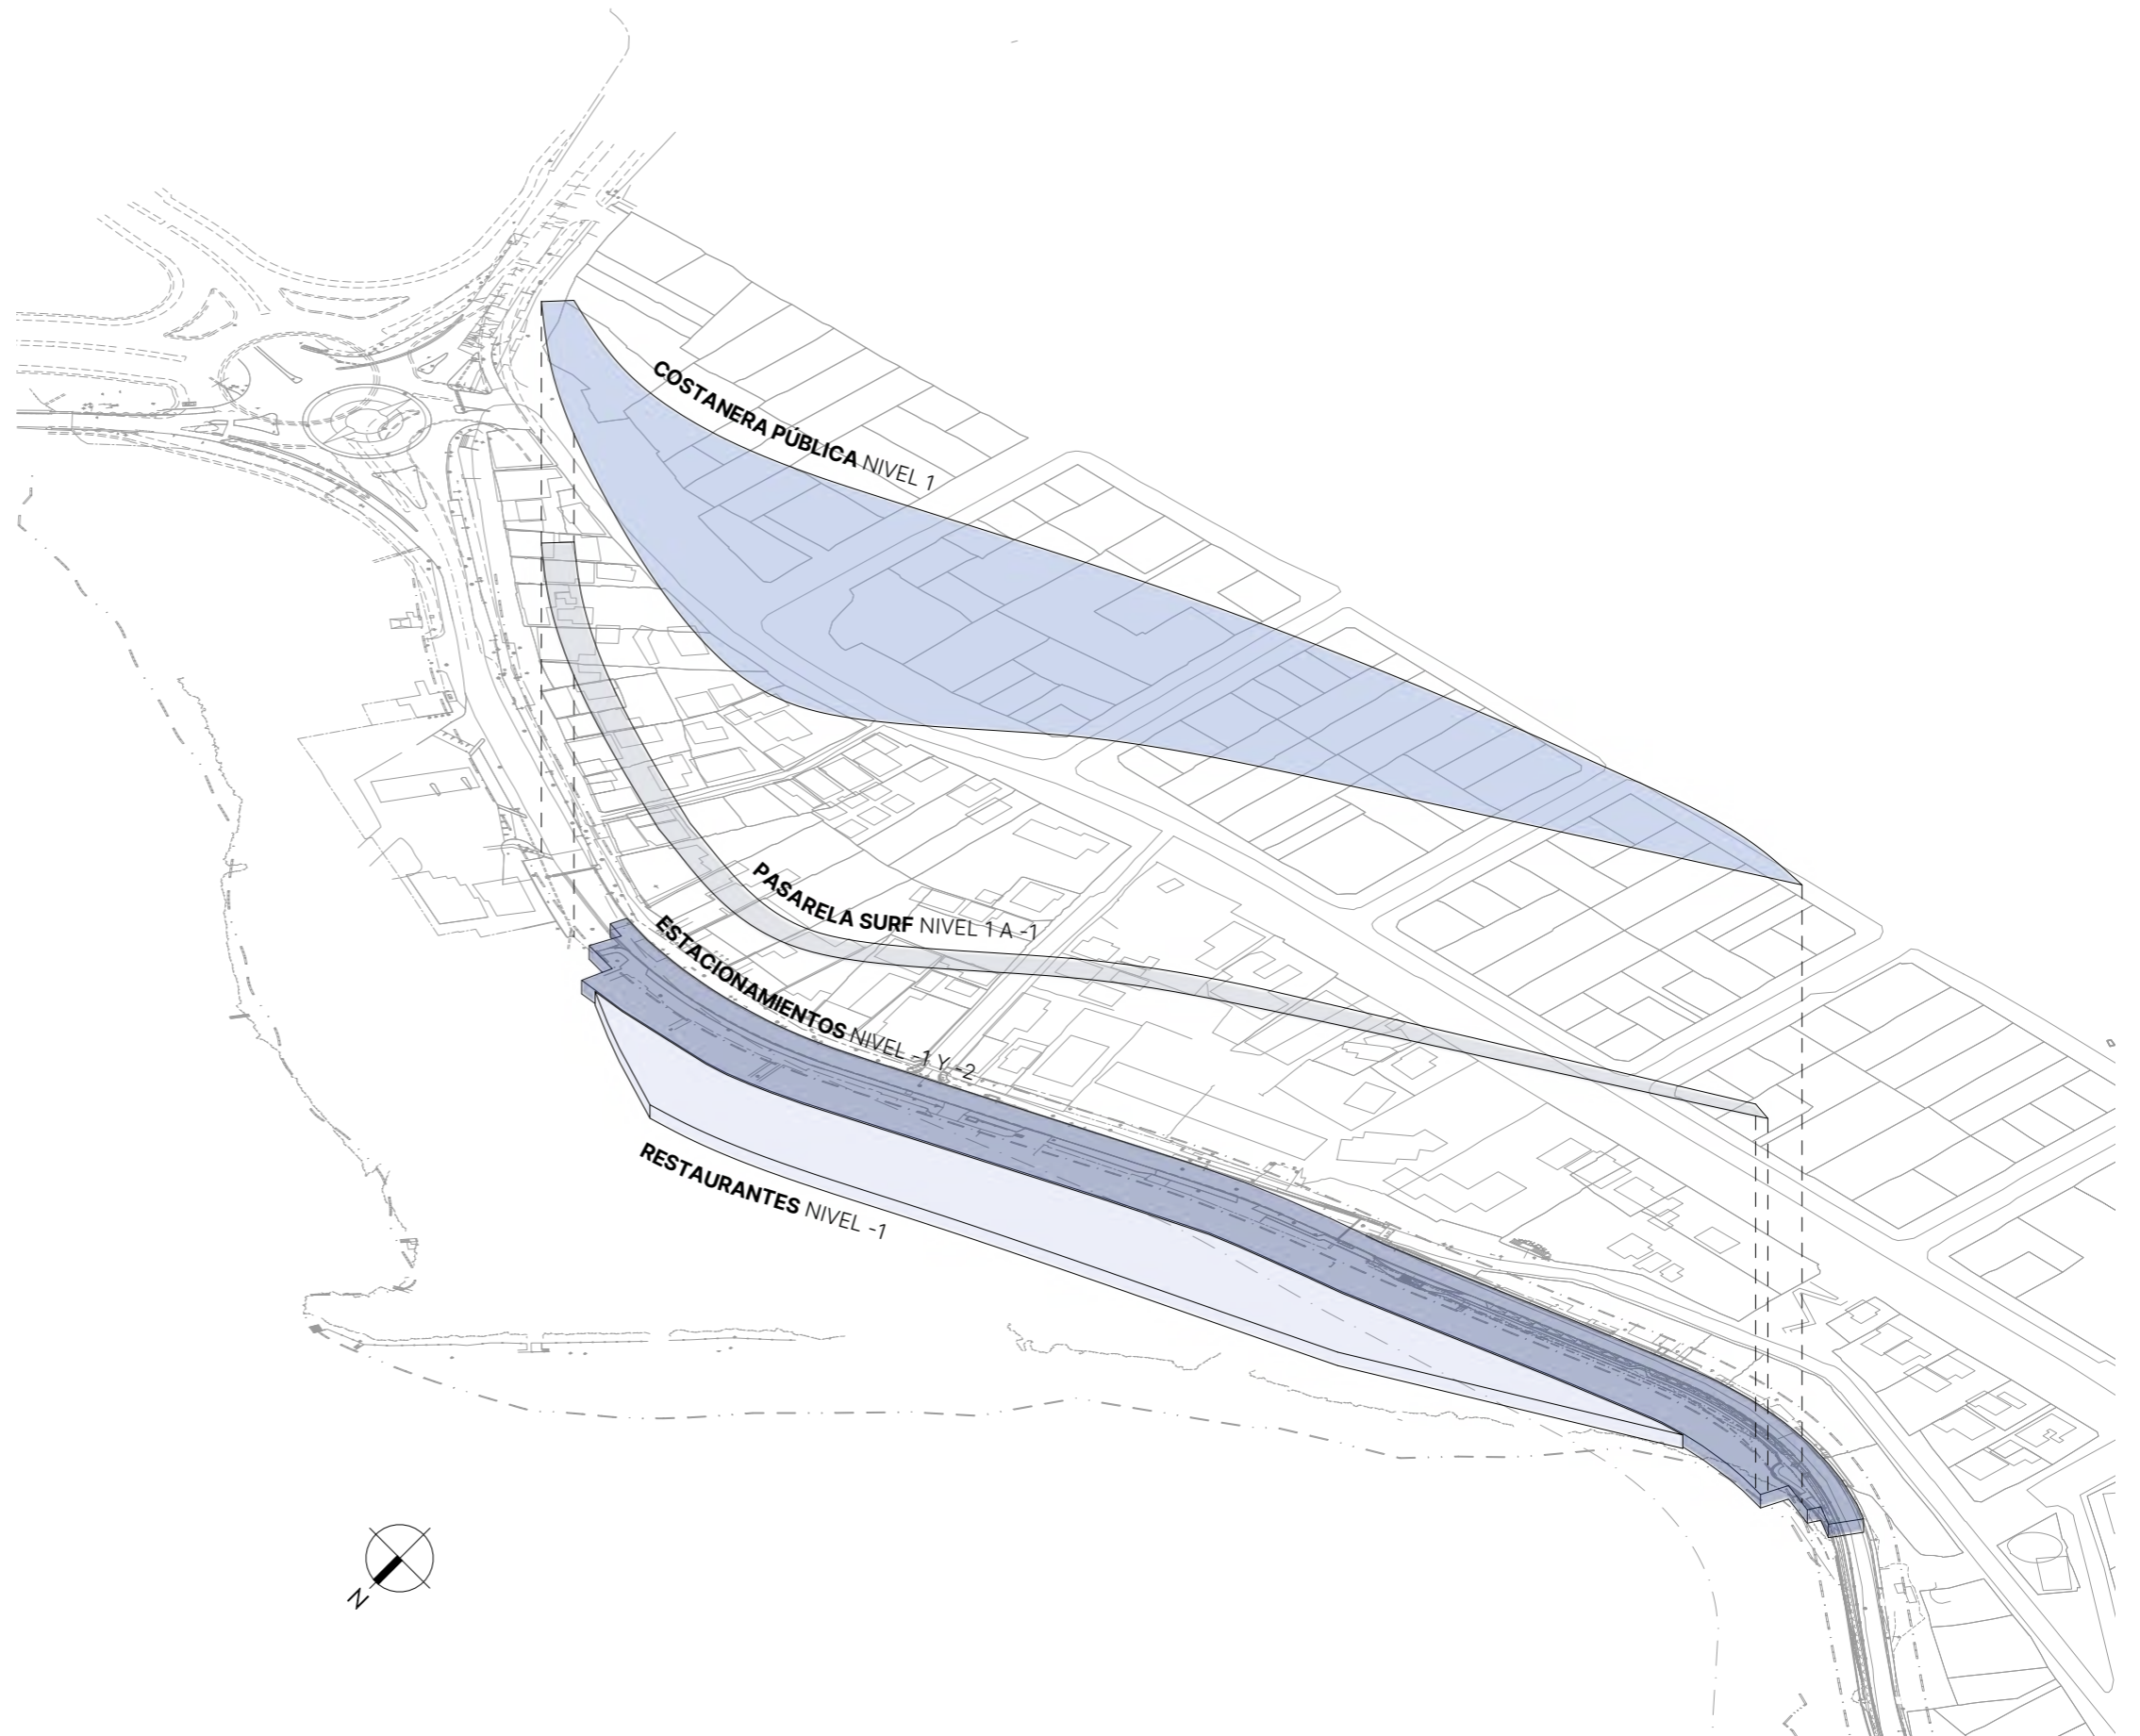 COSTANERA PÚBLICA NIVEL 1
PASARELA SURF NIVEL 1 A -1
ESTACIONAMIENTOS NIVEL -1 Y -2
RESTAURANTES NIVEL -1
N